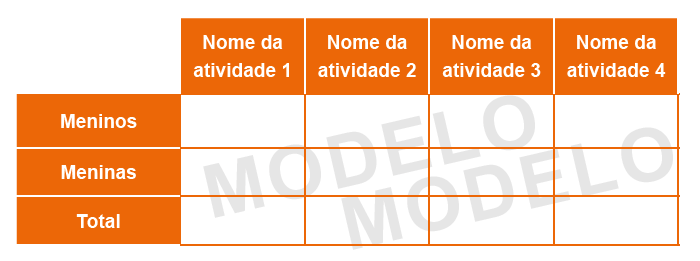 Nome da
atividade 1
Nome da
atividade 2
Nome da
atividade 3
Nome da
atividade 4
Meninos
Meninas
Total
MODELO
MODELO